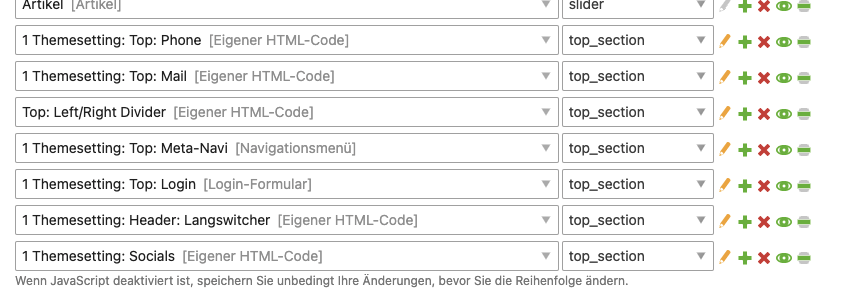 Artikel [Artikel] slider
1 Themesetting: Top: Phone [Eigener HTML-Code] top_section
1 Themesetting: Top: Mail [Eigener HTML-Code] top_section
Top: Left/Right Divider [Eigener HTML-Code] top_section
1 Themesetting: Top: Meta-Navi [Navigationsmenü] top_section
1 Themesetting: Top: Login [Login-Formular] top_section
1 Themesetting: Header: Langswitcher [Eigener HTML-Code] top_section
1 Themesetting: Socials [Eigener HTML-Code] top_section
Wenn JavaScript deaktiviert ist, speichern Sie unbedingt Ihre Änderungen, bevor Sie die Reihenfolge ändern.